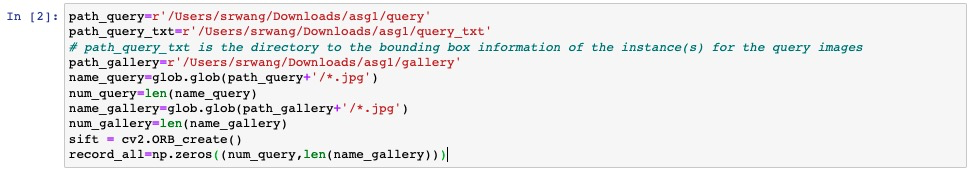 In [2]: path_query=r'/Users/srwang/Downloads/asg1/query'
path_query_txt=r'/Users/srwang/Downloads/asg1/query_txt'
# path_query_txt is the directory to the bounding box information of the instance(s) for the query images
path_gallery=r'/Users/srwang/Downloads/asg1/gallery'
name_query=glob.glob(path_query+'/*.jpg')
num_query=len(name_query)
name_gallery=glob.glob(path_gallery+'/*.jpg')
num_gallery=len(name_gallery)
sift = cv2.ORB_create()
record_all=np.zeros((num_query,len(name_gallery)))